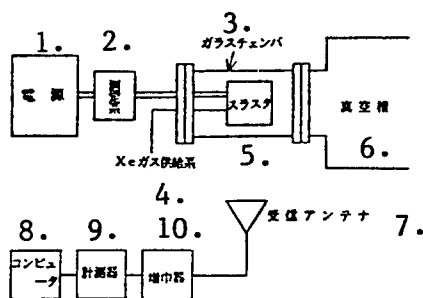 1.
2.
3.
ガラスチェンバ
電源
スラスタ
真空槽
Xeガス供給系
4.
5.
6.
受信アンテナ
7.
8.
9.
10.
コンピュ
ータ
計測器
増巾器